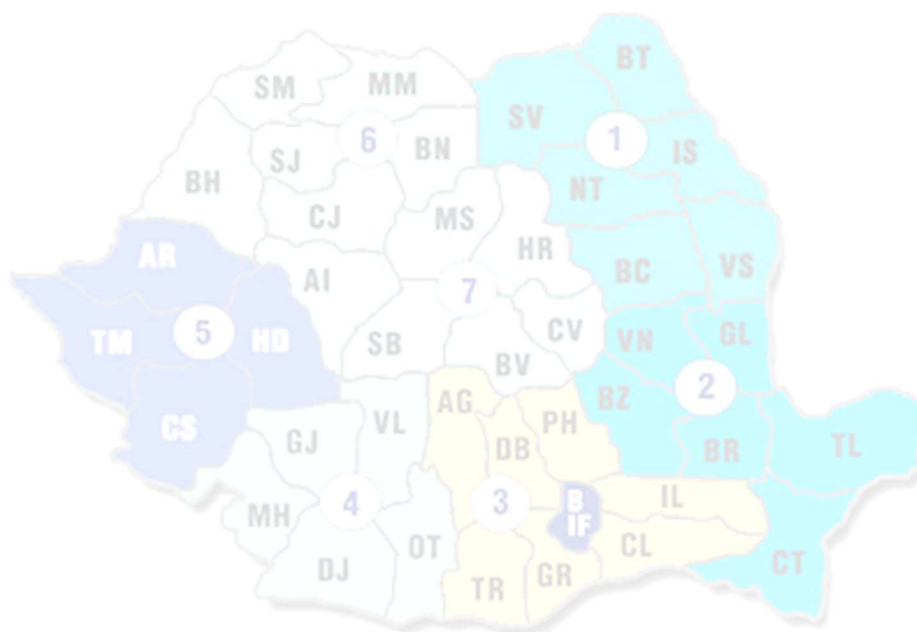 BT
SM
MM
SV
1
6
IS
SJ
BN
BH
NT
CJ
MS
HR
AR
BC
VS
AI
7
5
TM
HD
SB
CV
VN
GL
BV
2
CS
AG
BZ
VL
PH
GJ
DB
BR
TL
B
IF
IL
4
3
MH
OT
CL
CT
DJ
TR
GR